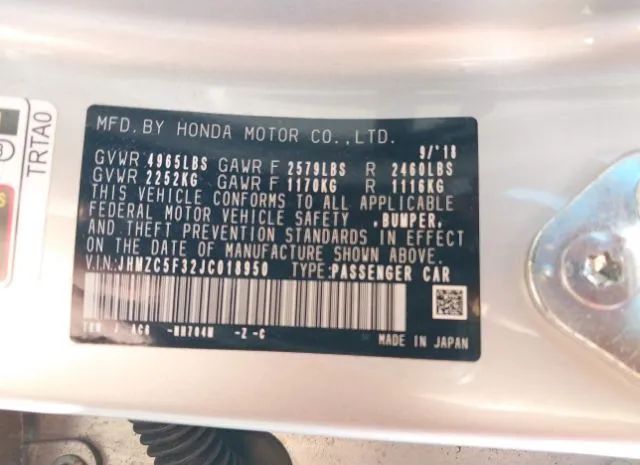 MFD. BY HONDA MOTOR CO.,LTD.
9/'18
GVWR 4965LBS GAWR F 2579LBS R 2460LBS
GVWR 2252KG GAWR F 1170KG R 1116KG
THIS VEHICLE CONFORMS TO ALL APPLICABLE
FEDERAL MOTOR VEHICLE SAFETY ,BUMPER,
AND THEFT PREVENTION STANDARDS IN EFFECT
ON THE DATE OF MANUFACTURE SHOWN ABOVE.
VIN:JHMZC5F32JC018950 TYPE:PASSENGER CAR
-Z -C
MADE IN JAPAN
TRTA0